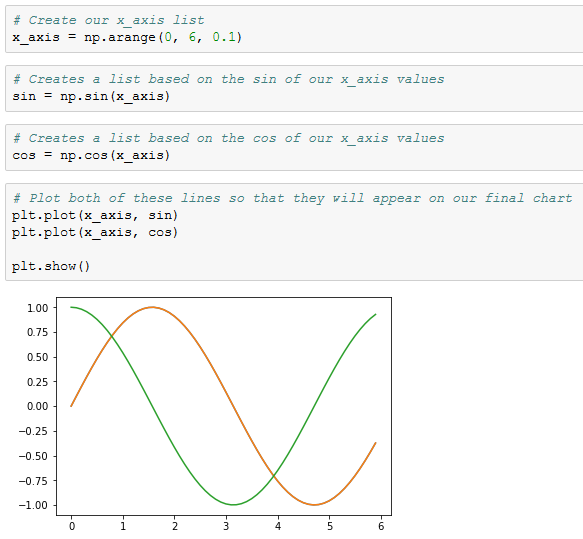 # Create our x_axis list
x_axis = np.arange(0, 6, 0.1)
# Creates a list based on the sin of our x_axis values
sin = np.sin(x_axis)
# Creates a list based on the cos of our x_axis values
cos = np.cos(x_axis)
# Plot both of these lines so that they will appear on our final chart
plt.plot(x_axis, sin)
plt.plot(x_axis, cos)
plt.show()
1.00
0.75
0.50
0.25
0.00
−0.25
−0.50
−0.75
−1.00
0 1 2 3 4 5 6